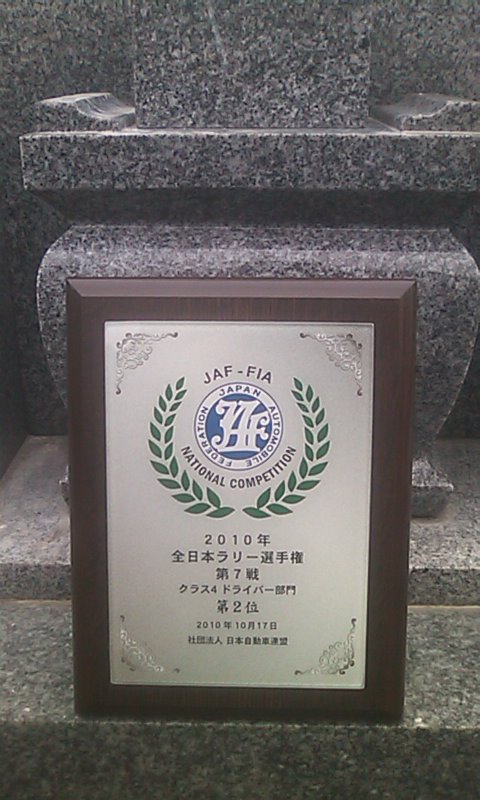 JAF-FIA
JAPAN AUTOMOBILE FEDERATION
JAF
NATIONAL COMPETITION
2010年
全日本ラリー選手権
第7戦
クラス4 ドライバー部門
第2位
2010年10月17日
社団法人 日本自動車連盟